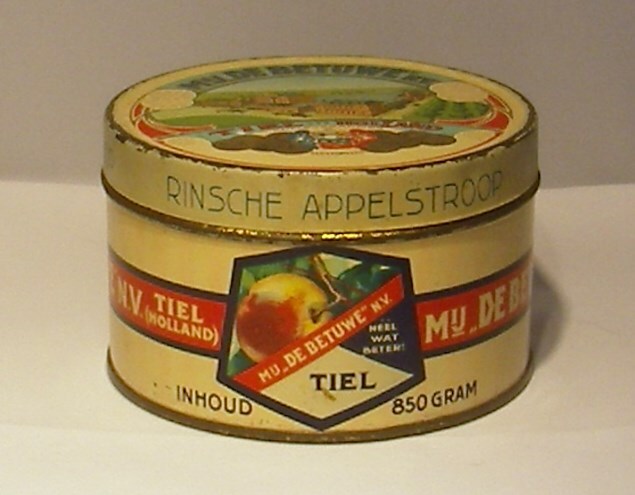 RINSCHE APPELSTROOP
N.V. TIEL
(HOLLAND)
MIJ „DE BETUWE" N.V.
HEEL
WAT
BETER!
TIEL
MIJ „DE BE
INHOUD 850 GRAM